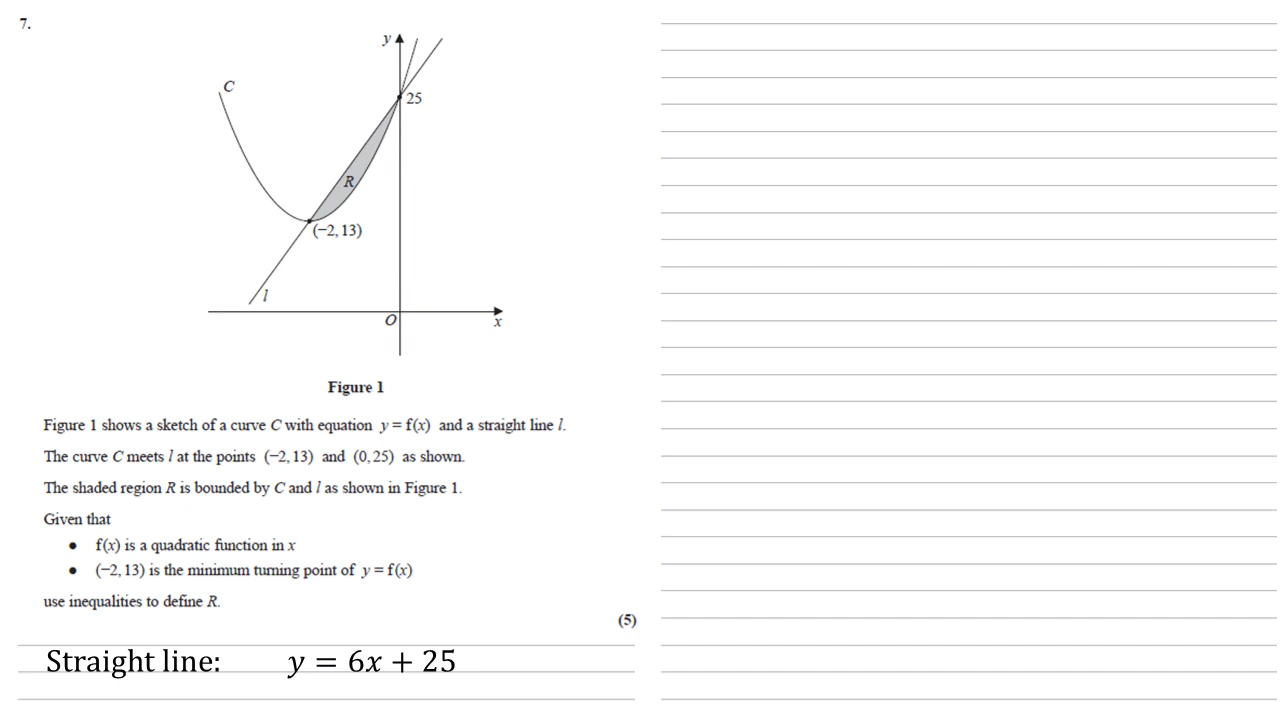 7.
y
C
25
R
(−2, 13)
l
O
x
Figure 1
Figure 1 shows a sketch of a curve C with equation y = f(x) and a straight line l.
The curve C meets l at the points (−2, 13) and (0, 25) as shown.
The shaded region R is bounded by C and l as shown in Figure 1.
Given that
● f(x) is a quadratic function in x
● (−2, 13) is the minimum turning point of y = f(x)
use inequalities to define R.
(5)
Straight line: y = 6x + 25